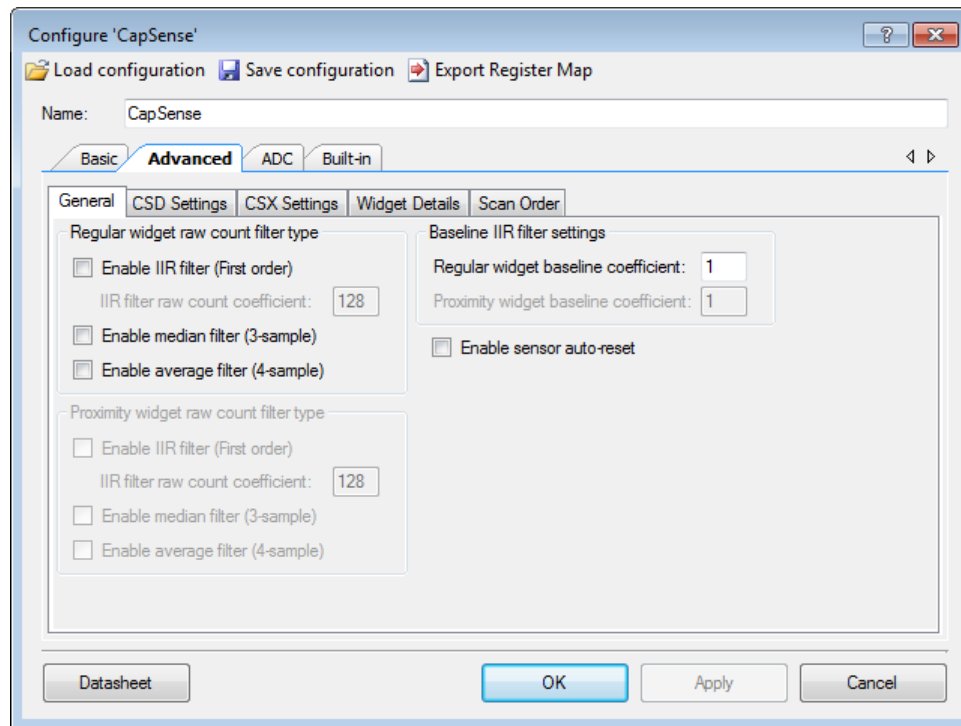 Configure 'CapSense'
?
Load configuration Save configuration Export Register Map
Name: CapSense
Basic Advanced ADC Built-in
General CSD Settings CSX Settings Widget Details Scan Order
Regular widget raw count filter type
Enable IIR filter (First order)
IIR filter raw count coefficient: 128
Enable median filter (3-sample)
Enable average filter (4-sample)
Proximity widget raw count filter type
Enable IIR filter (First order)
IIR filter raw count coefficient: 128
Enable median filter (3-sample)
Enable average filter (4-sample)
Baseline IIR filter settings
Regular widget baseline coefficient: 1
Proximity widget baseline coefficient: 1
Enable sensor auto-reset
Datasheet OK Apply Cancel